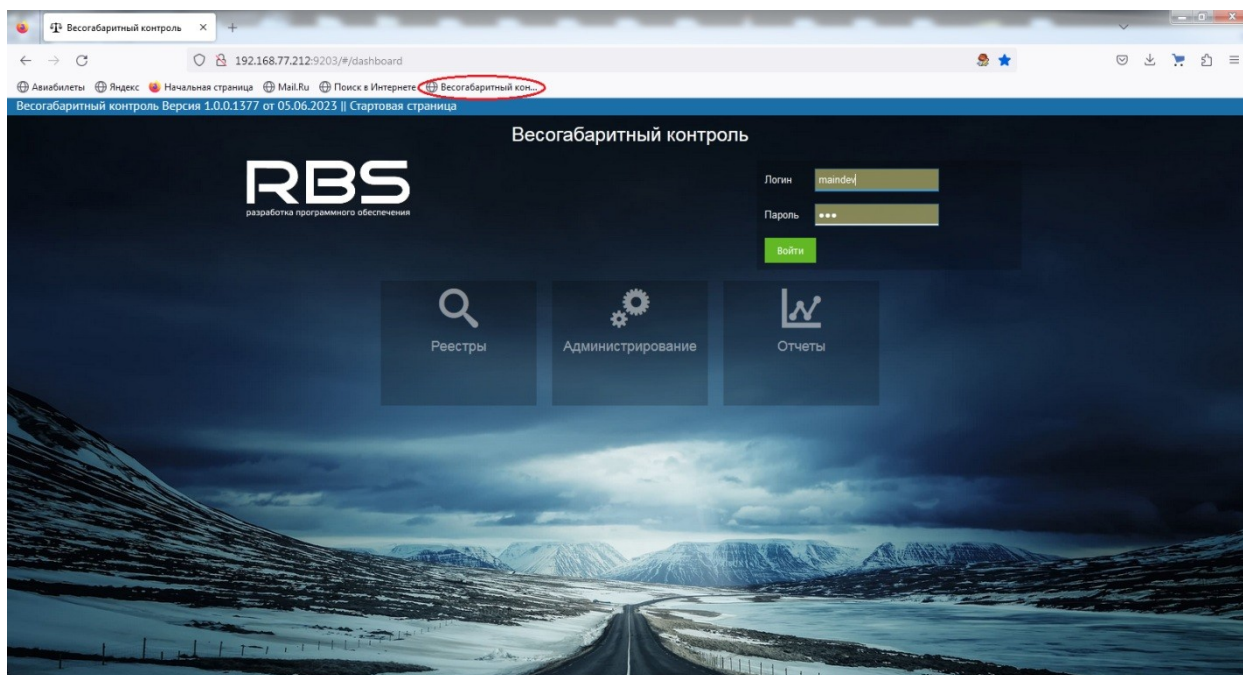 Весогабаритный контроль
192.168.77.212:9203/#/dashboard
Авиабилеты Яндекс Начальная страница Mail.Ru Поиск в Интернете Весогабаритный кон...
Весогабаритный контроль Версия 1.0.0.1377 от 05.06.2023 || Стартовая страница
Весогабаритный контроль
RBS
разработка программного обеспечения
Логин maindev
Пароль
Войти
Реестры Администрирование Отчеты